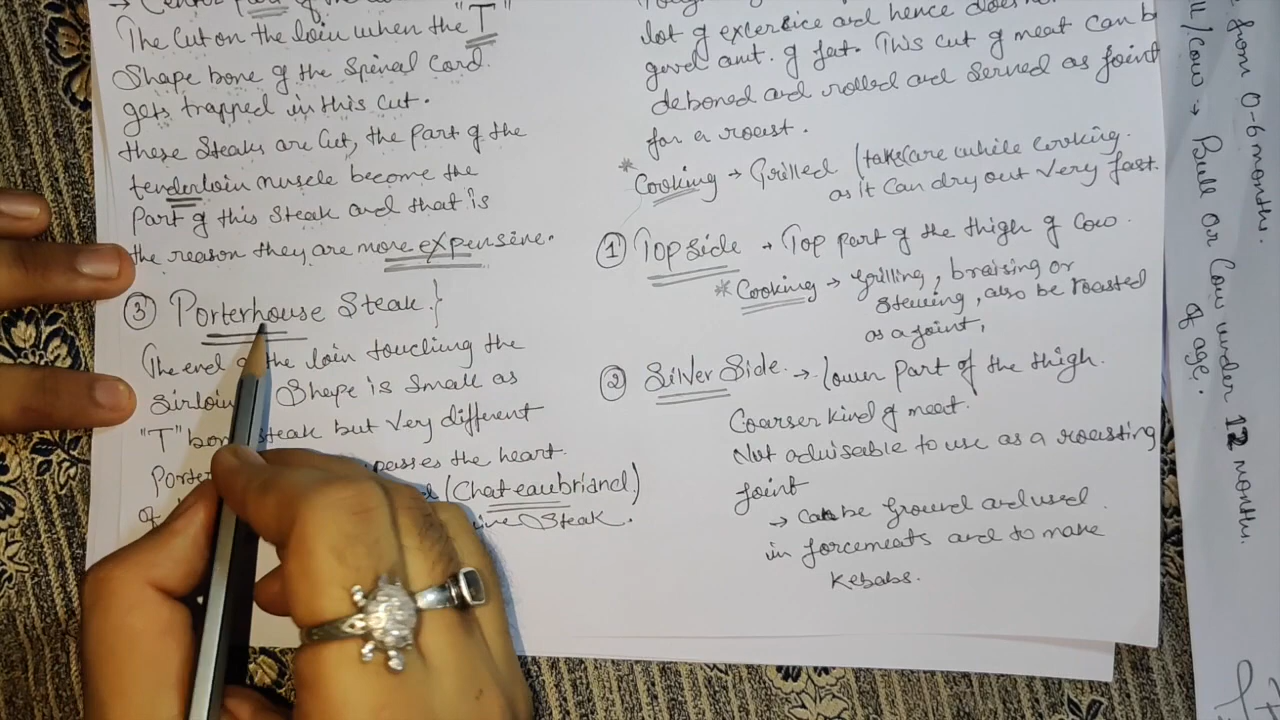 → Center part of the
The Cut on the loin when the "T"
Shape bone of the Spinal Cord
gets trapped in this Cut.
these Steaks are Cut, the part of the
tenderloin muscle become the
Part of this Steak and that is
the reason they are more expensive.
③ Porterhouse Steak }
The end the loin touching the
Sirloin Shape is Small as
"T" bone steak but Very different
Porter passes the heart
of (Chateaubriand)
Steak.
lot of exercice and hence
good amt. of fat. This cut of meat can b
deboned and rolled and Served as joint
for a roast.
* Cooking → Grilled (take Care while Cooking.
as it Can dry out Very fast.
① Top Side → Top part of the thigh of Cow.
* Cooking → grilling, braising or
Stewing, also be roasted
as a joint,
② Silver Side. → lower part of the thigh.
Coarser kind of meat.
Not adviseable to use as a roasting
joint
→ Can be ground and used
in forcemeats and to make
Kebabs.
from 0-6 months.
/Cow → Bull Or Cow under 12 months.
of age.